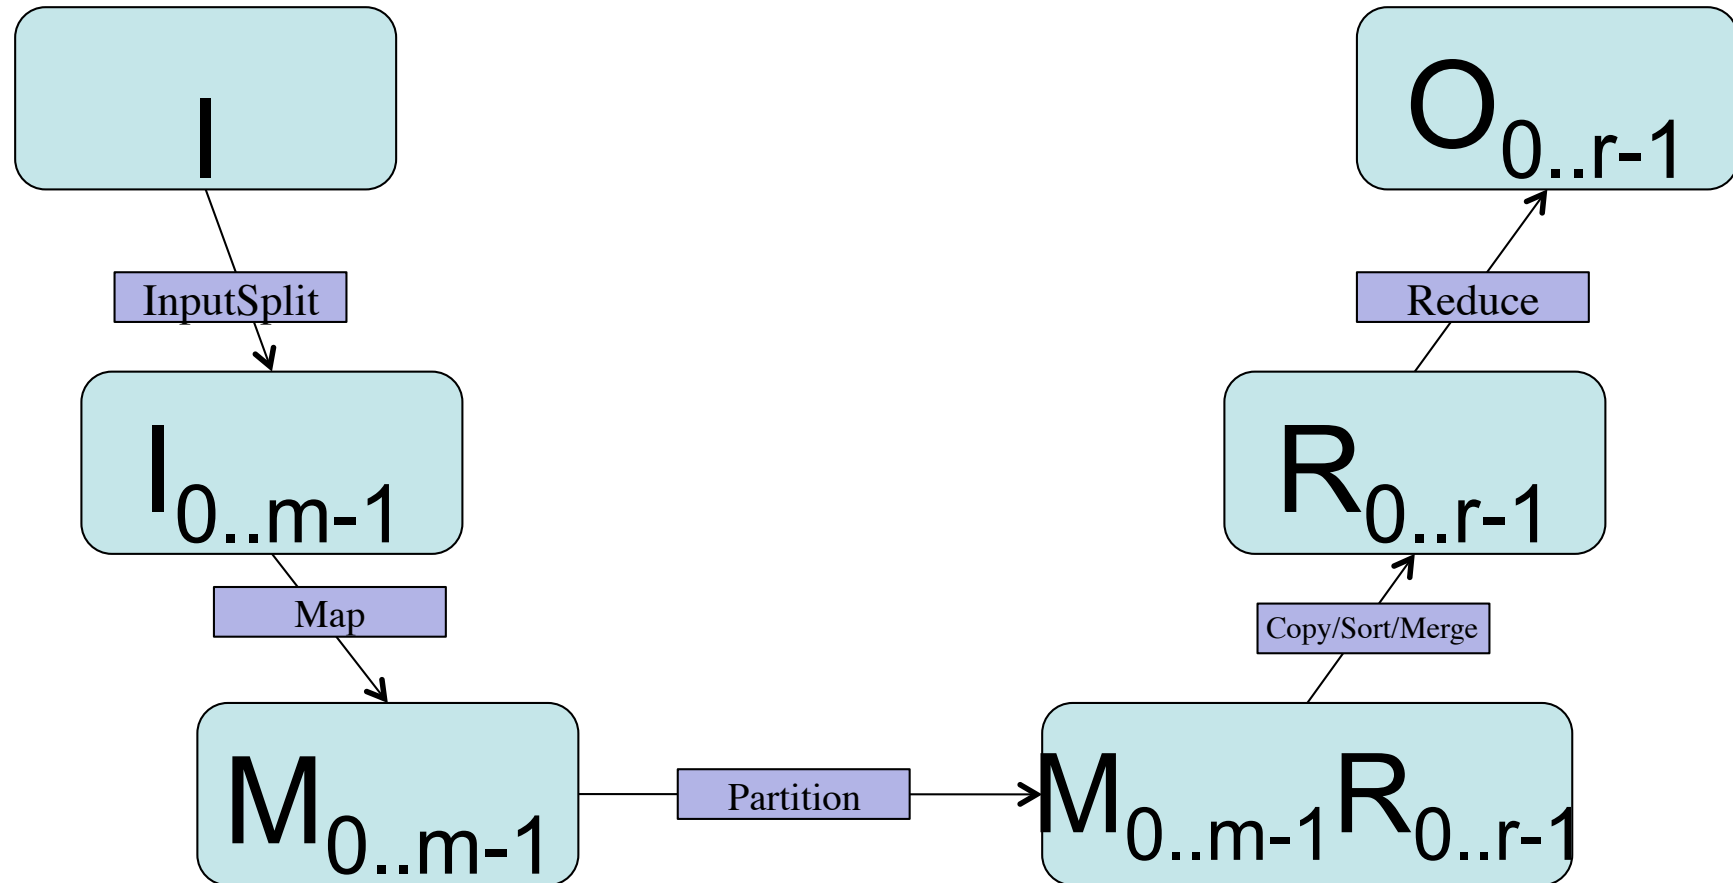 I
InputSplit
I0..m-1
Map
M0..m-1
Partition
M0..m-1R0..r-1
Copy/Sort/Merge
R0..r-1
Reduce
O0..r-1